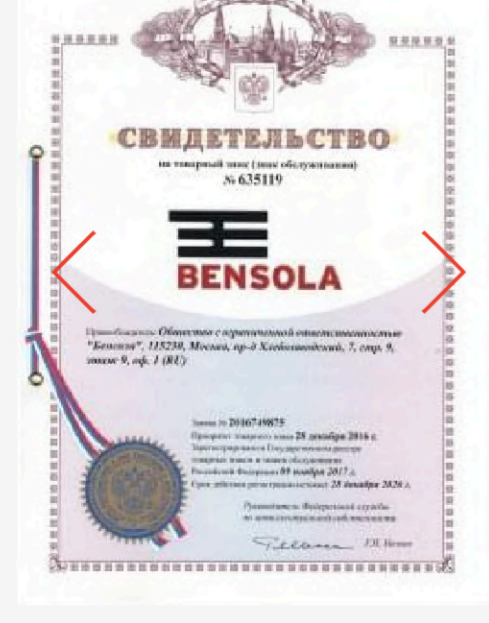 СВИДЕТЕЛЬСТВО
на товарный знак (знак обслуживания)
№ 635119
BENSOLA
Правообладатель: Общество с ограниченной ответственностью
"Бенсола", 115230, Москва, пр-д Хлебозаводский, 7, стр. 9,
этаж 9, оф. 1 (RU)
Заявка № 2016749875
Приоритет товарного знака 28 декабря 2016 г.
Зарегистрировано в Государственном реестре
товарных знаков и знаков обслуживания
Российской Федерации 09 ноября 2017 г.
Срок действия регистрации истекает 28 декабря 2026 г.
Руководитель Федеральной службы
по интеллектуальной собственности
Г.П. Ивлиев